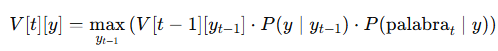 V[t][y] = max_{y_{t−1}} (V[t − 1][y_{t−1}] · P(y | y_{t−1}) · P(palabra_t | y))